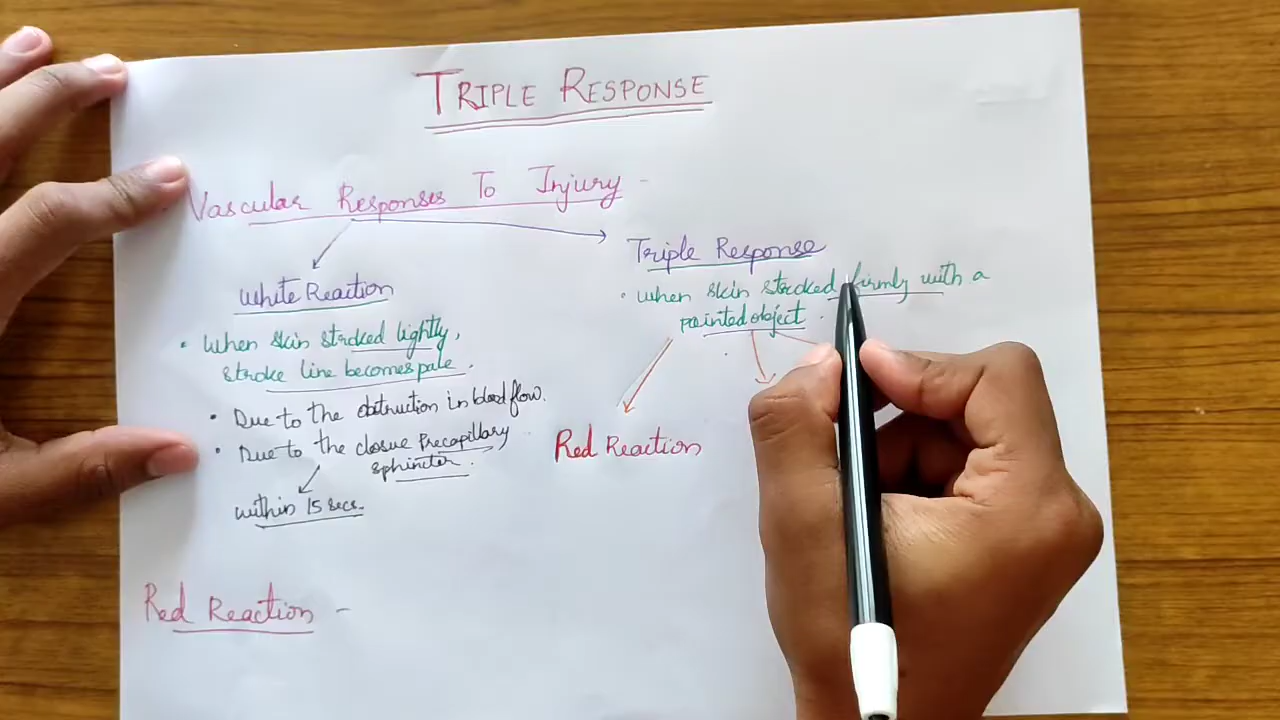 TRIPLE RESPONSE
Vascular Responses To Injury -
White Reaction
• When skin stroked lightly,
stroke line becomes pale.
• Due to the obstruction in blood flow.
• Due to the closue Precapillary
sphincter.
within 15 secs.
Triple Response
• When skin stroked firmly with a
pointed object.
Red Reaction
Red Reaction -